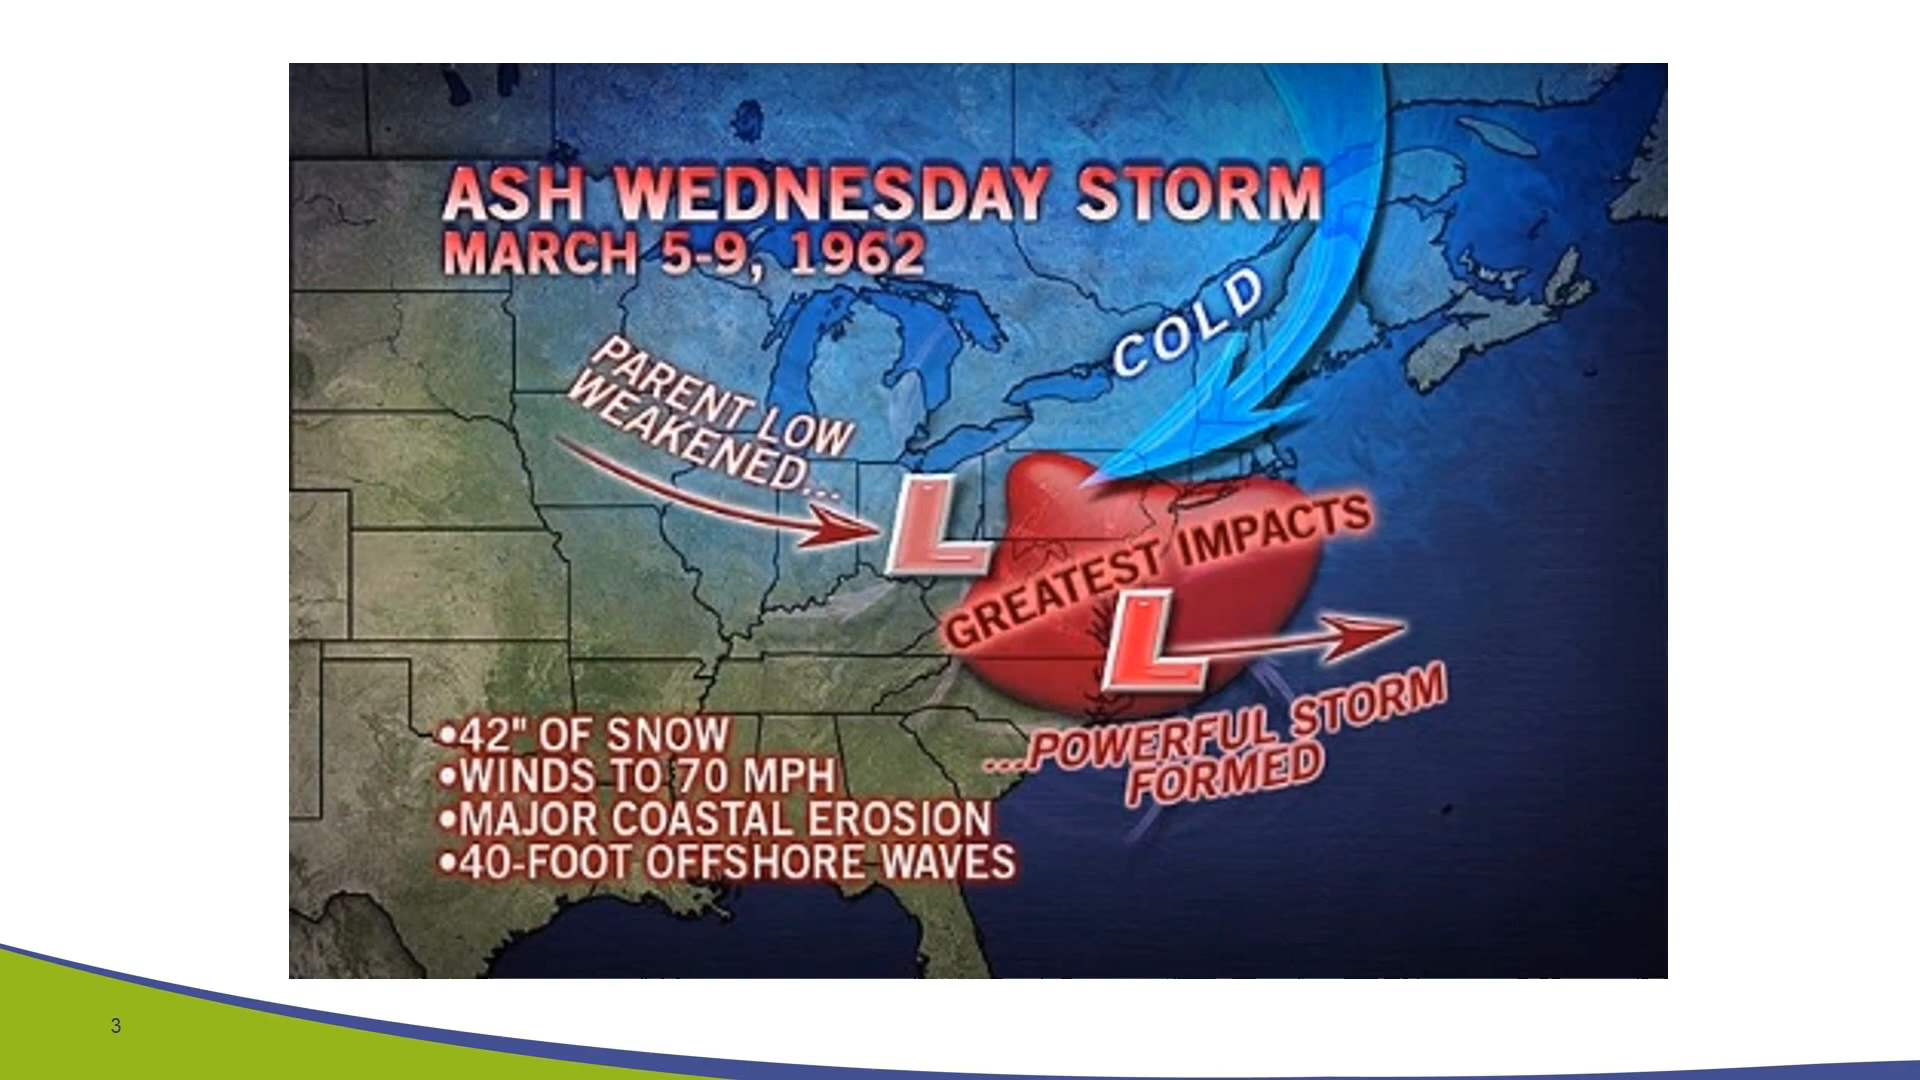 ASH WEDNESDAY STORM
MARCH 5-9, 1962
COLD
PARENT LOW
WEAKENED...
L
GREATEST IMPACTS
L
...POWERFUL STORM
FORMED
•42" OF SNOW
•WINDS TO 70 MPH
•MAJOR COASTAL EROSION
•40-FOOT OFFSHORE WAVES
3